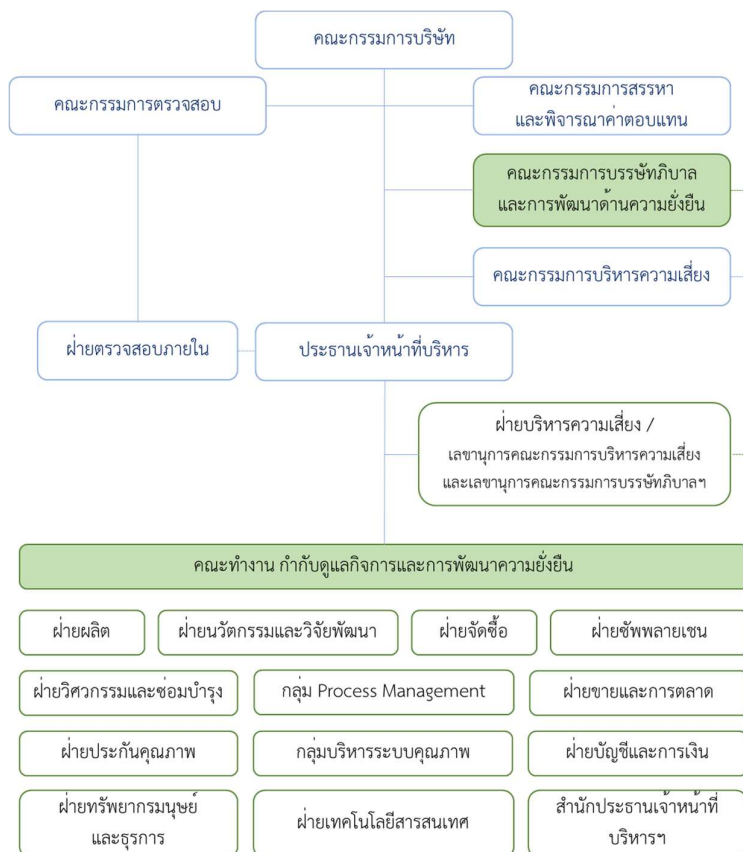 คณะกรรมการบริษัท
คณะกรรมการตรวจสอบ
คณะกรรมการสรรหา
และพิจารณาค่าตอบแทน
คณะกรรมการบรรษัทภิบาล
และการพัฒนาด้านความยั่งยืน
คณะกรรมการบริหารความเสี่ยง
ฝ่ายตรวจสอบภายใน
ประธานเจ้าหน้าที่บริหาร
ฝ่ายบริหารความเสี่ยง /
เลขานุการคณะกรรมการบริหารความเสี่ยง
และเลขานุการคณะกรรมการบรรษัทภิบาลฯ
คณะทำงาน กำกับดูแลกิจการและการพัฒนาความยั่งยืน
ฝ่ายผลิต
ฝ่ายนวัตกรรมและวิจัยพัฒนา
ฝ่ายจัดซื้อ
ฝ่ายซัพพลายเชน
ฝ่ายวิศวกรรมและซ่อมบำรุง
กลุ่ม Process Management
ฝ่ายขายและการตลาด
ฝ่ายประกันคุณภาพ
กลุ่มบริหารระบบคุณภาพ
ฝ่ายบัญชีและการเงิน
ฝ่ายทรัพยากรมนุษย์
และธุรการ
ฝ่ายเทคโนโลยีสารสนเทศ
สำนักประธานเจ้าหน้าที่
บริหารฯ